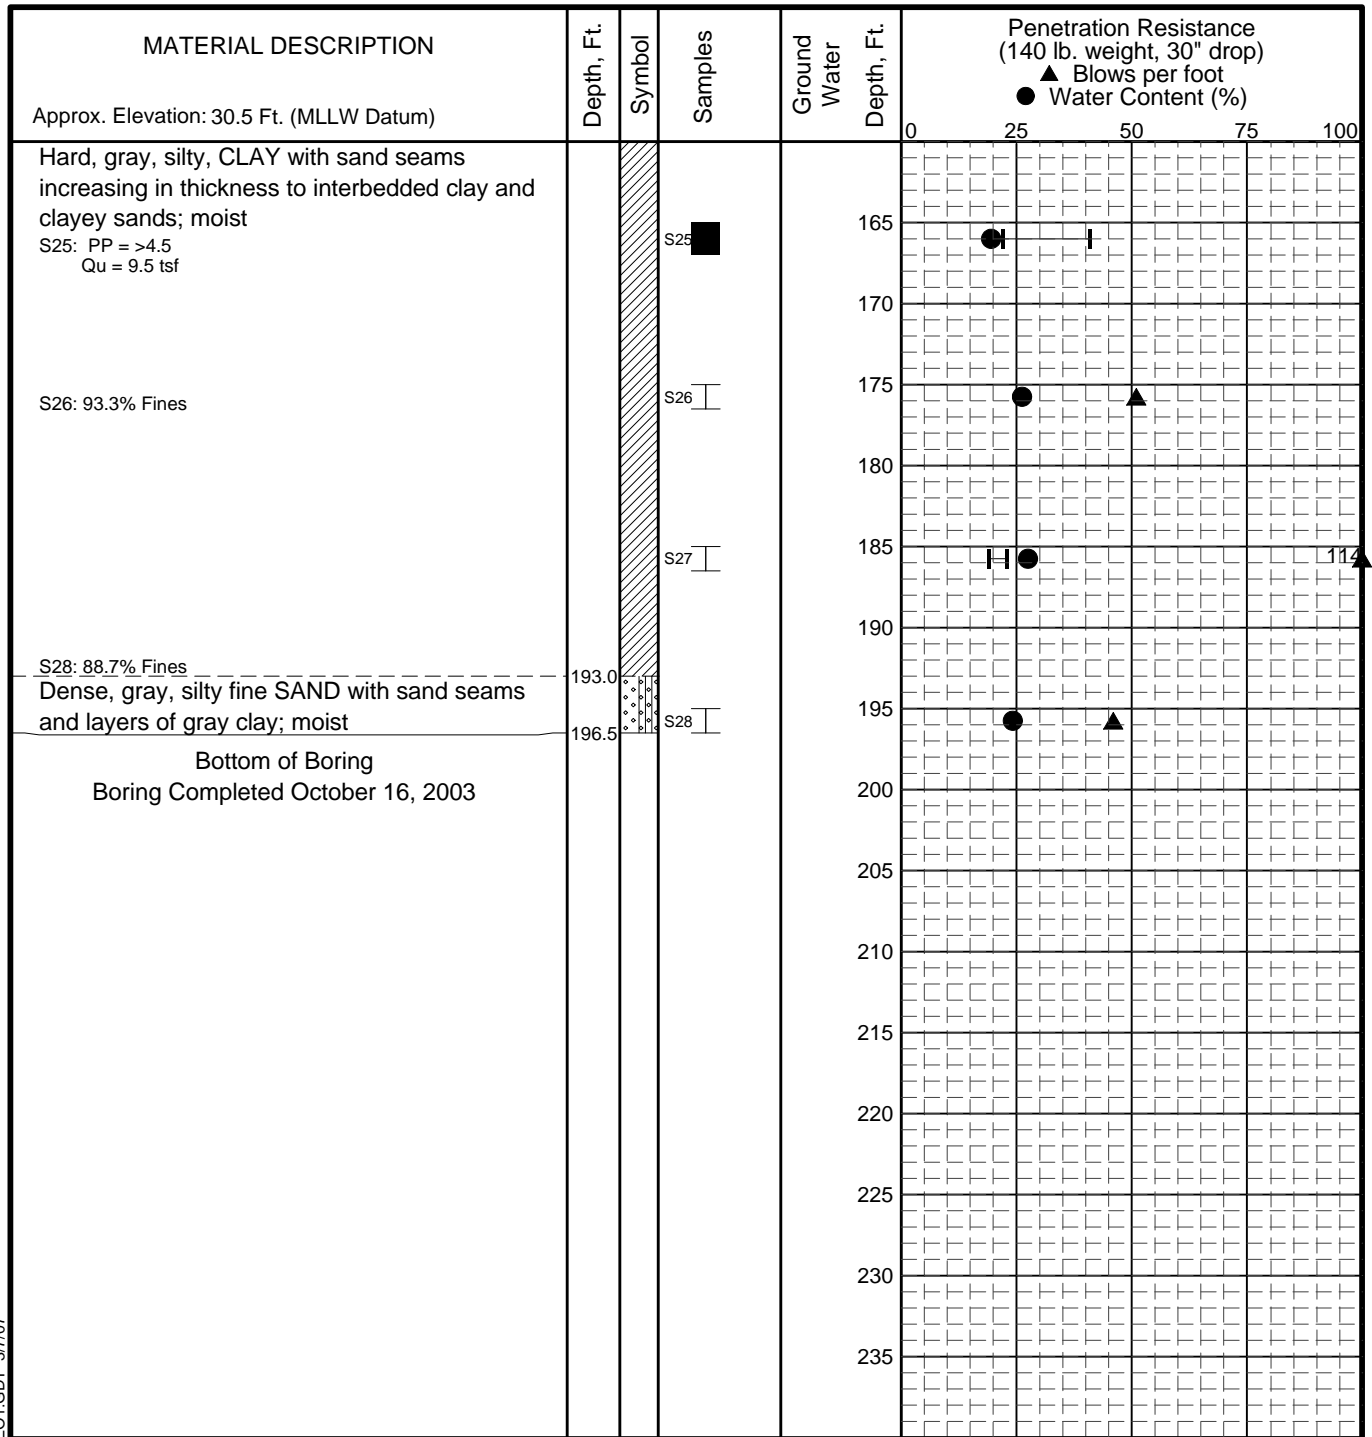 MATERIAL DESCRIPTION
Approx. Elevation: 30.5 Ft. (MLLW Datum)
Depth, Ft.
Symbol
Samples
Ground
Water
Depth, Ft.
Penetration Resistance
(140 lb. weight, 30" drop)
▲ Blows per foot
● Water Content (%)
0 25 50 75 100
Hard, gray, silty, CLAY with sand seams
increasing in thickness to interbedded clay and
clayey sands; moist
S25: PP = >4.5
Qu = 9.5 tsf
S25
165
170
175
S26: 93.3% Fines
S26
180
185
S27
114
190
S28: 88.7% Fines
193.0
Dense, gray, silty fine SAND with sand seams
and layers of gray clay; moist
S28
195
196.5
Bottom of Boring
Boring Completed October 16, 2003
200
205
210
215
220
225
230
235